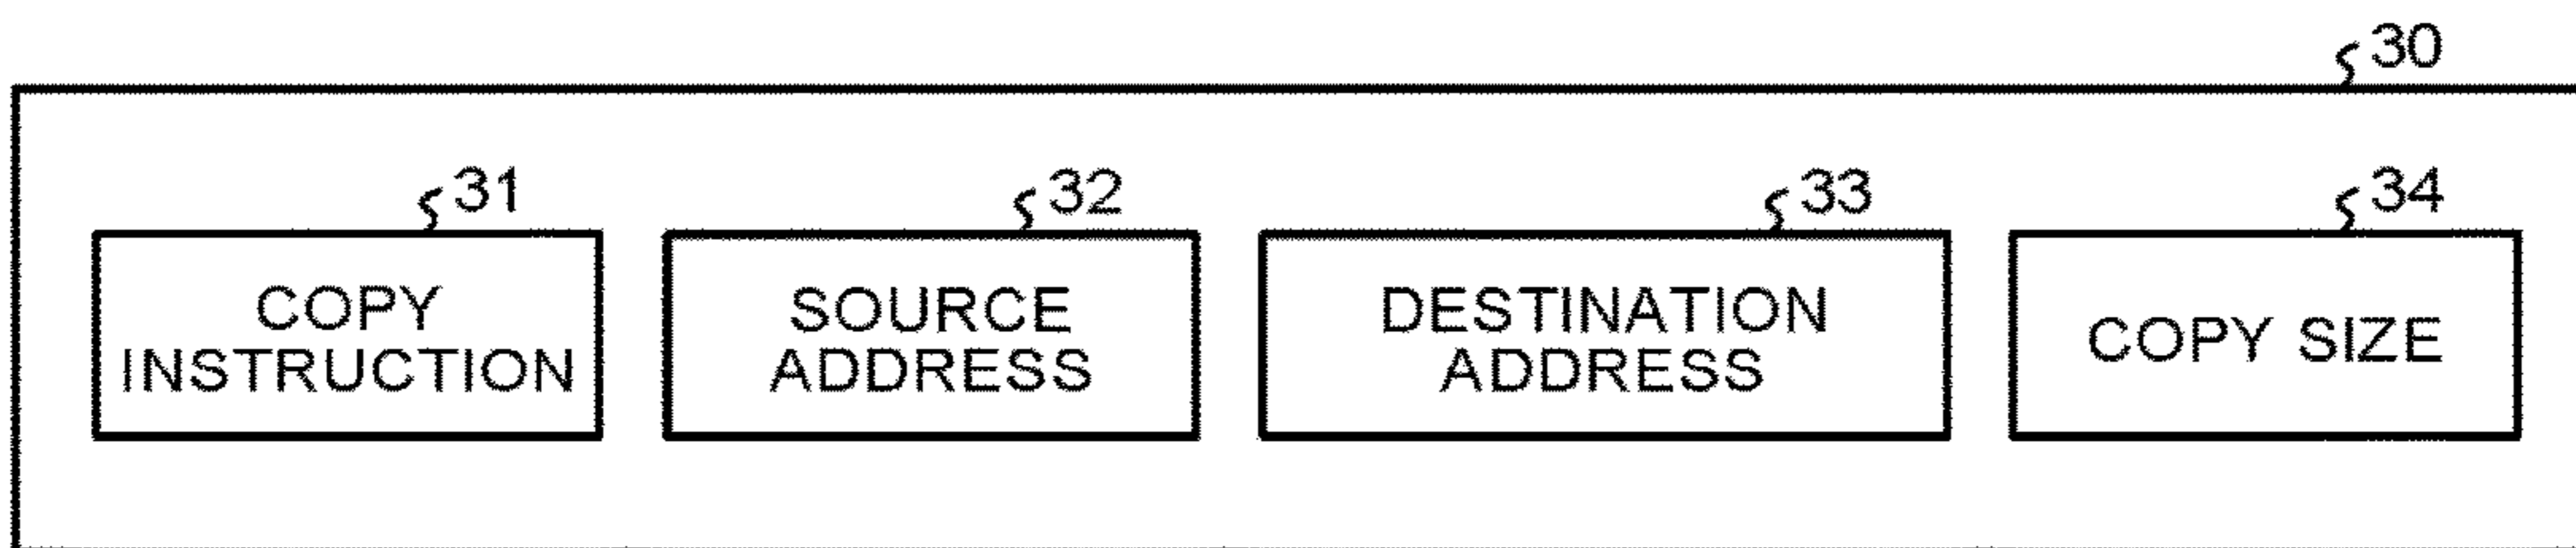 30
31
32
33
34
COPY
INSTRUCTION
SOURCE
ADDRESS
DESTINATION
ADDRESS
COPY SIZE